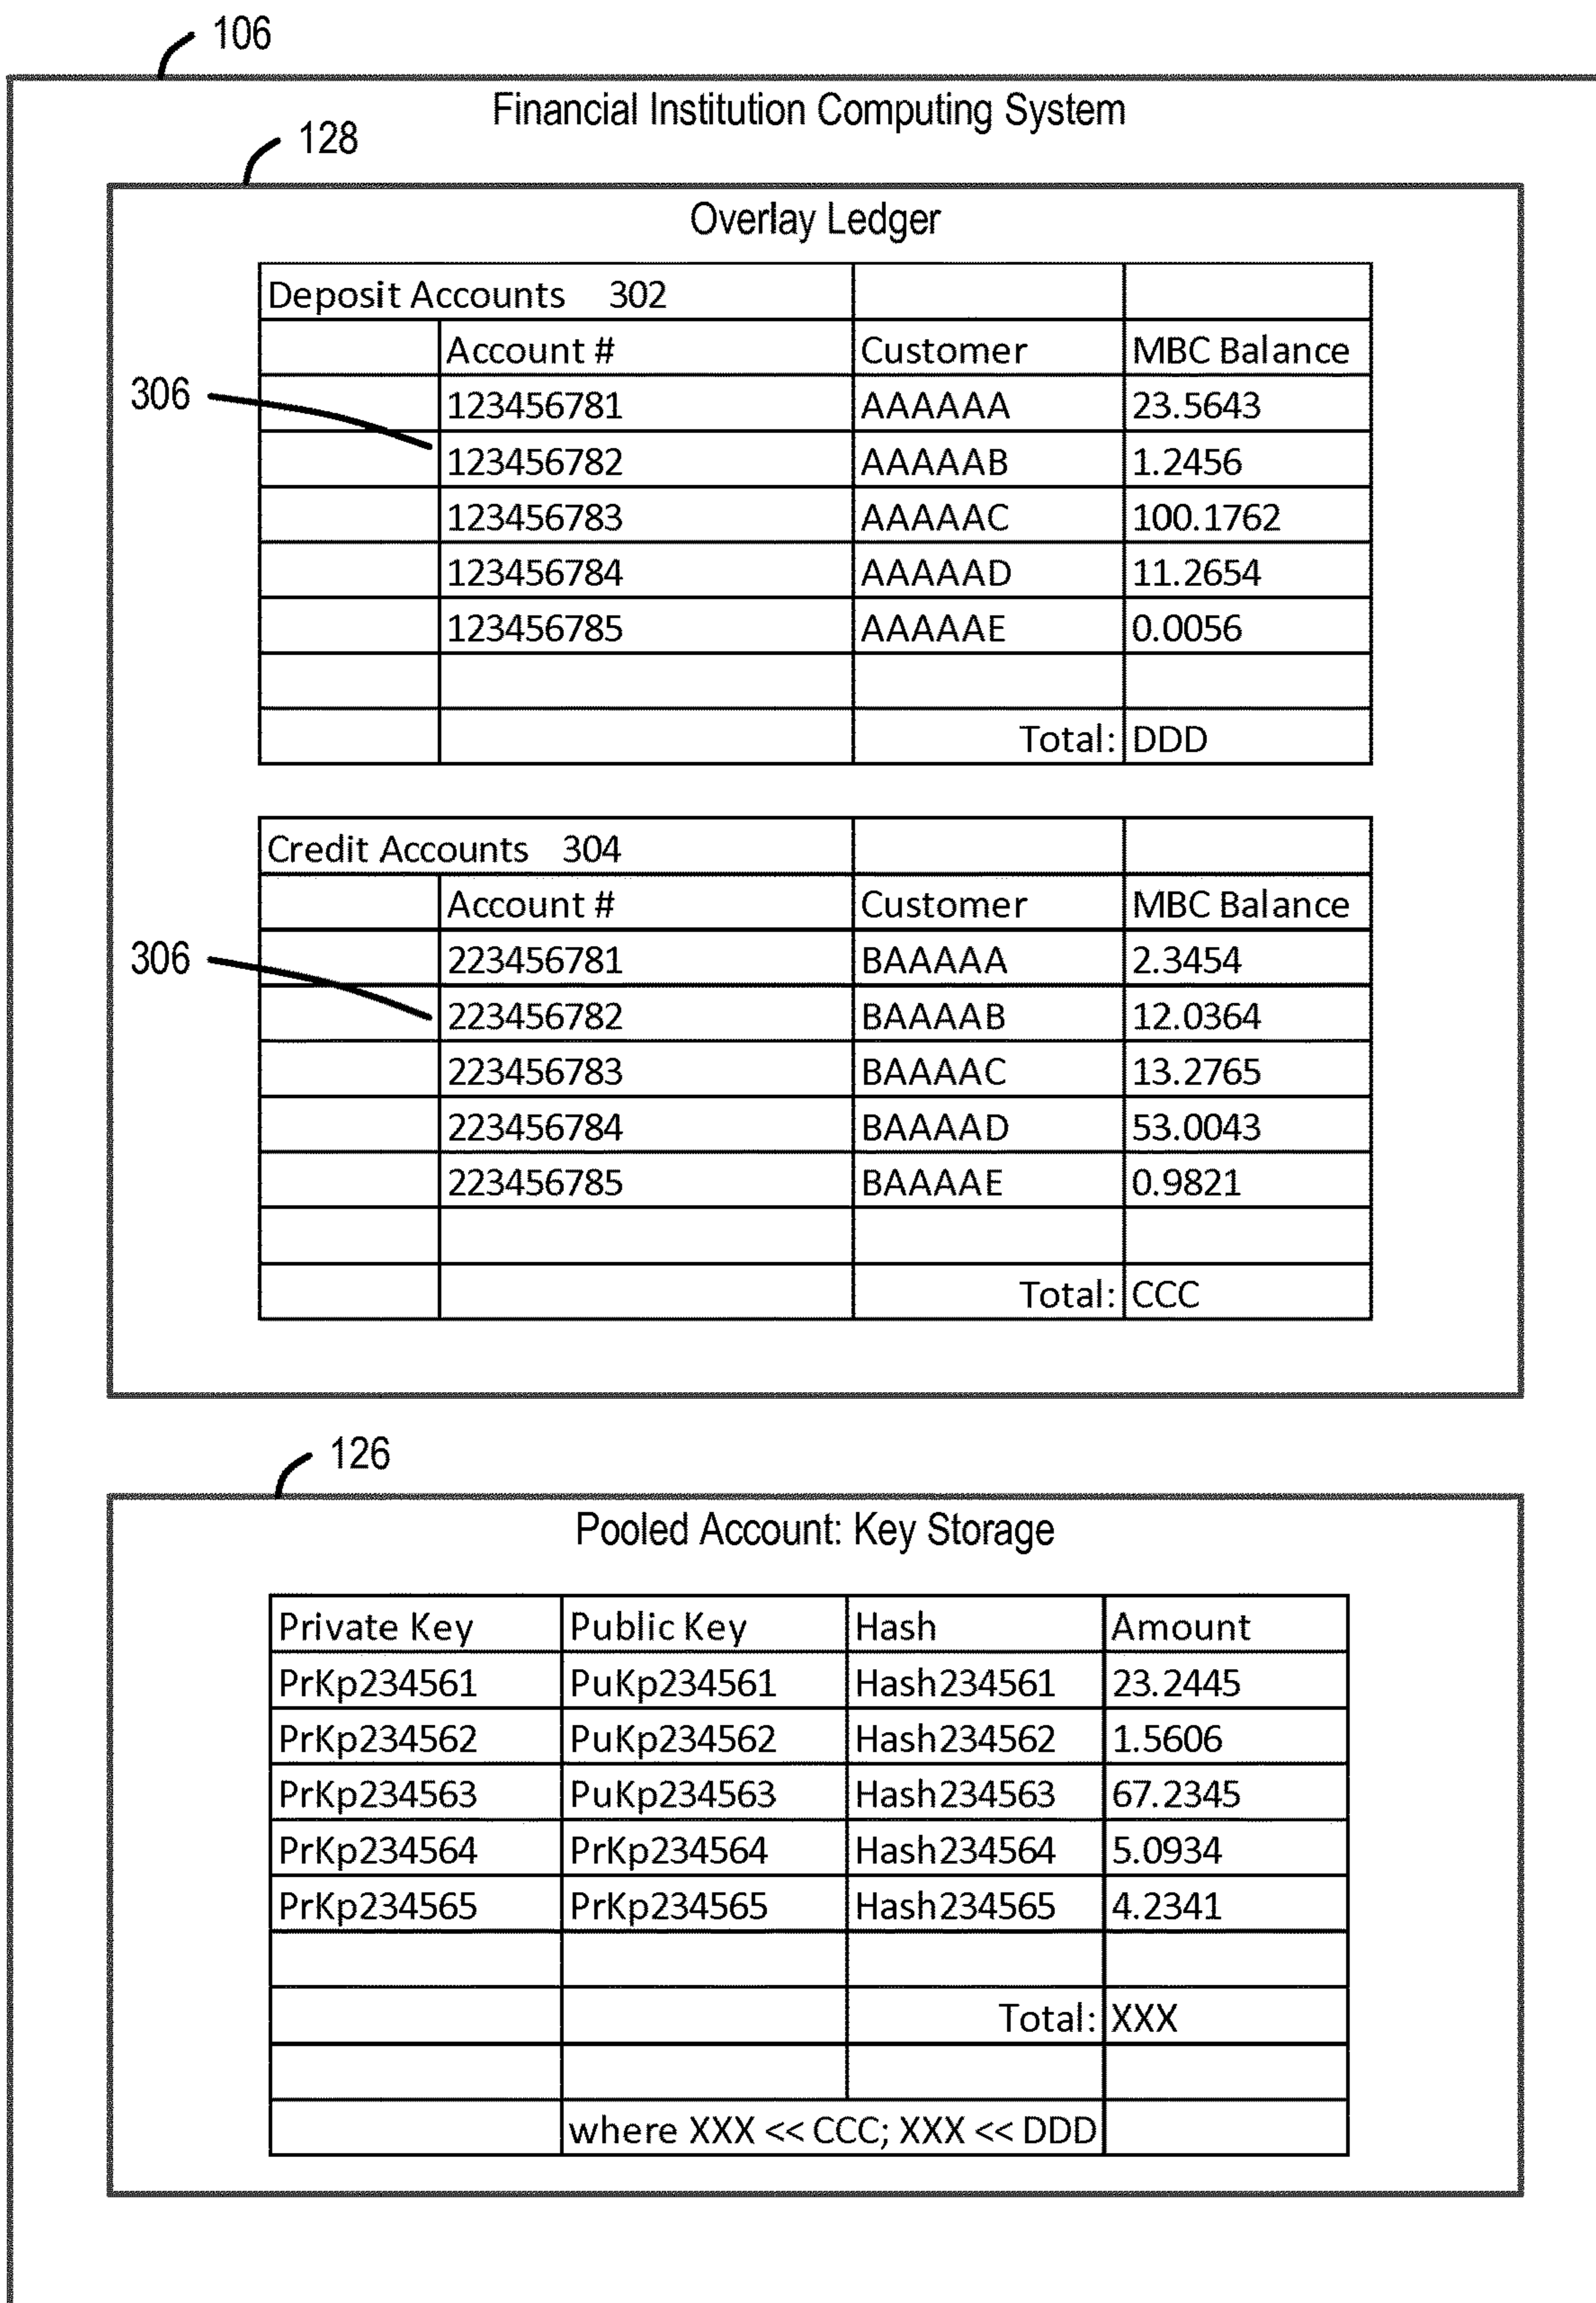 106
Financial Institution Computing System
128
Overlay Ledger
Deposit Accounts 302
Account # Customer MBC Balance
306
123456781 AAAAAA 23.5643
123456782 AAAAAB 1.2456
123456783 AAAAAC 100.1762
123456784 AAAAAD 11.2654
123456785 AAAAAE 0.0056
Total: DDD
Credit Accounts 304
Account # Customer MBC Balance
306
223456781 BAAAAA 2.3454
223456782 BAAAAB 12.0364
223456783 BAAAAC 13.2765
223456784 BAAAAD 53.0043
223456785 BAAAAE 0.9821
Total: CCC
126
Pooled Account: Key Storage
Private Key Public Key Hash Amount
PrKp234561 PuKp234561 Hash234561 23.2445
PrKp234562 PuKp234562 Hash234562 1.5606
PrKp234563 PuKp234563 Hash234563 67.2345
PrKp234564 PrKp234564 Hash234564 5.0934
PrKp234565 PrKp234565 Hash234565 4.2341
Total: XXX
where XXX << CCC; XXX << DDD